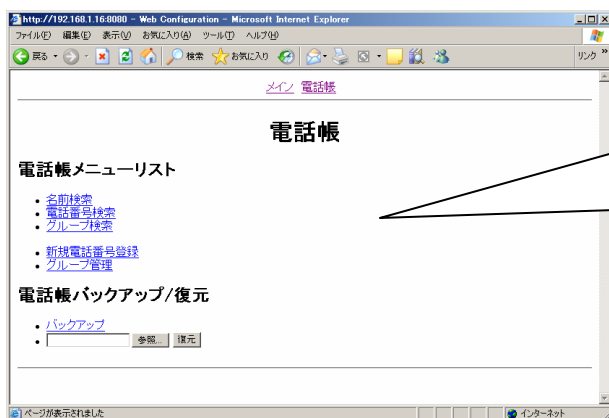 http://192.168.1.16:8080 - Web Configuration - Microsoft Internet Explorer
ファイル(F) 編集(E) 表示(V) お気に入り(A) ツール(T) ヘルプ(H)
戻る 検索 お気に入り リンク »
メイン 電話帳
電話帳
電話帳メニューリスト
• 名前検索
• 電話番号検索
• グループ検索
• 新規電話番号登録
• グループ管理
電話帳バックアップ/復元
• バックアップ
• 参照... 復元
ページが表示されました インターネット